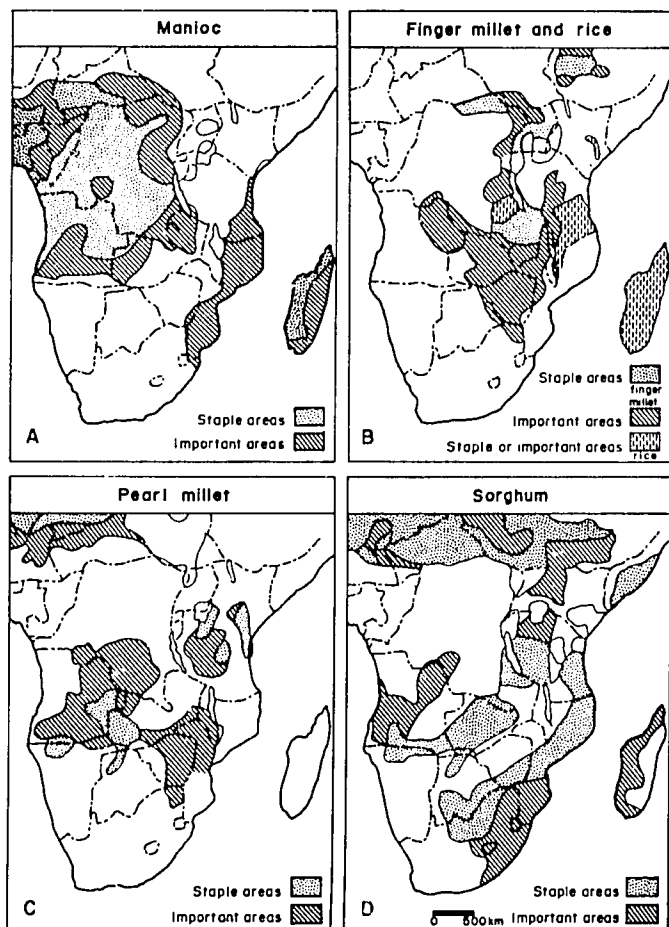 Manioc
Staple areas
Important areas
A
Finger millet and rice
Staple areas
finger
millet
Important areas
Staple or important areas
rice
B
Pearl millet
Staple areas
Important areas
C
Sorghum
Staple areas
Important areas
D
0 500km